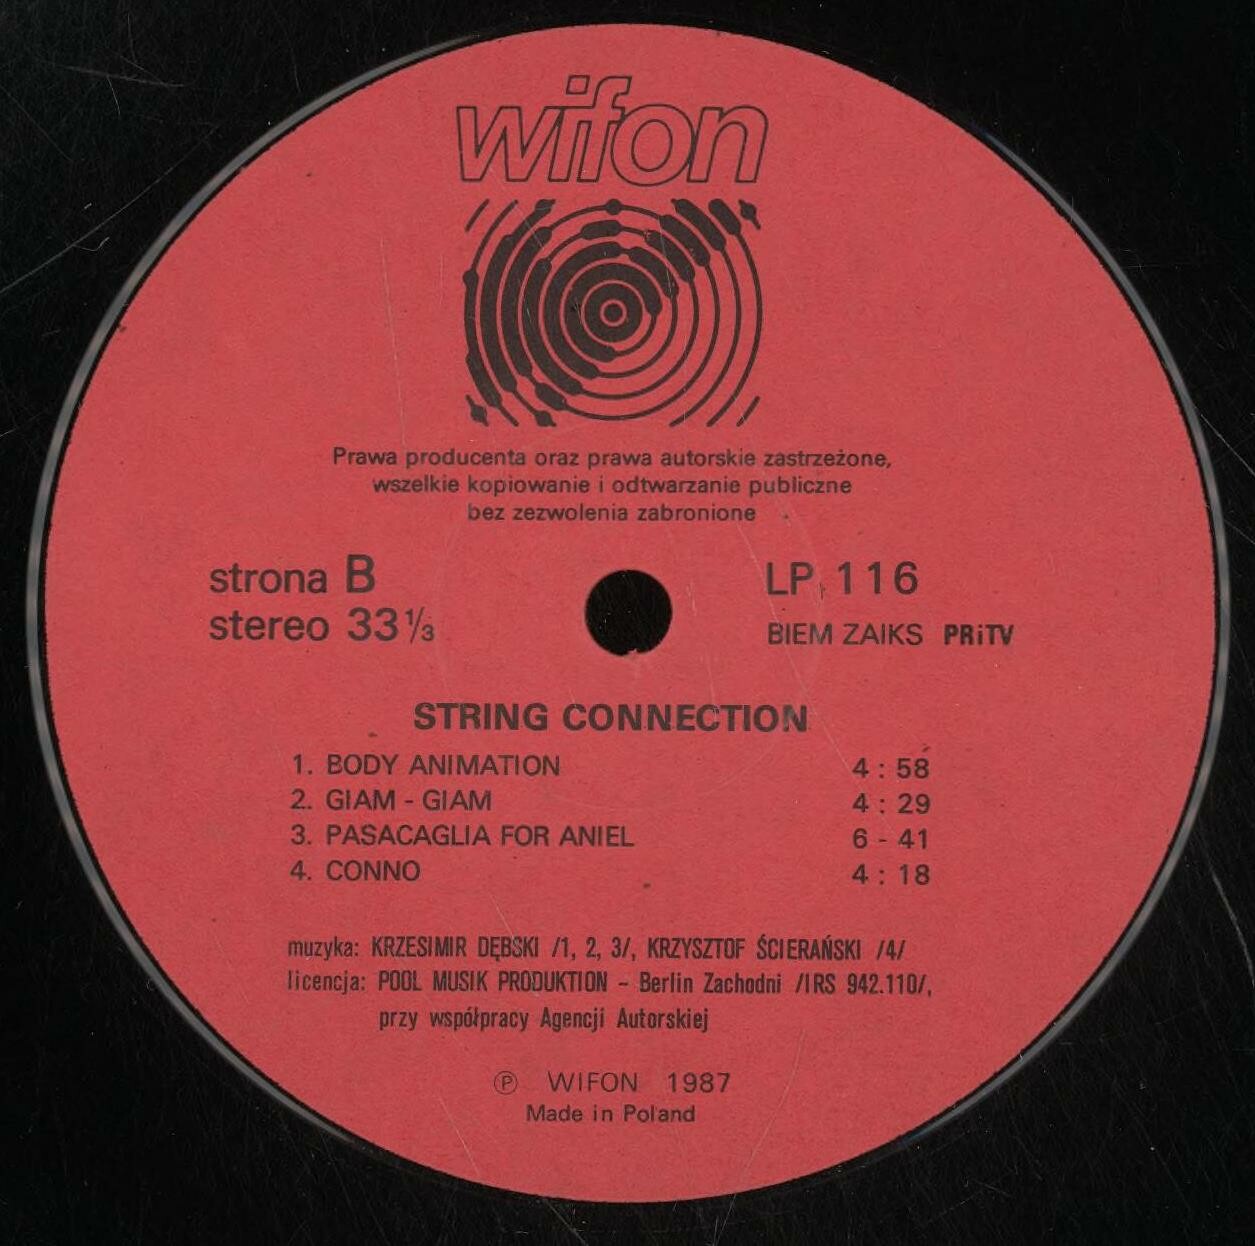 wifon
Prawa producenta oraz prawa autorskie zastrzeżone,
wszelkie kopiowanie i odtwarzanie publiczne
bez zezwolenia zabronione
strona B
stereo 33⅓
LP 116
BIEM ZAIKS PRiTV
STRING CONNECTION
1. BODY ANIMATION 4 : 58
2. GIAM - GIAM 4 : 29
3. PASACAGLIA FOR ANIEL 6 - 41
4. CONNO 4 : 18
muzyka: KRZESIMIR DĘBSKI /1, 2, 3/, KRZYSZTOF ŚCIERAŃSKI /4/
licencja: POOL MUSIK PRODUKTION – Berlin Zachodni /IRS 942.110/,
przy współpracy Agencji Autorskiej
Ⓟ WIFON 1987
Made in Poland